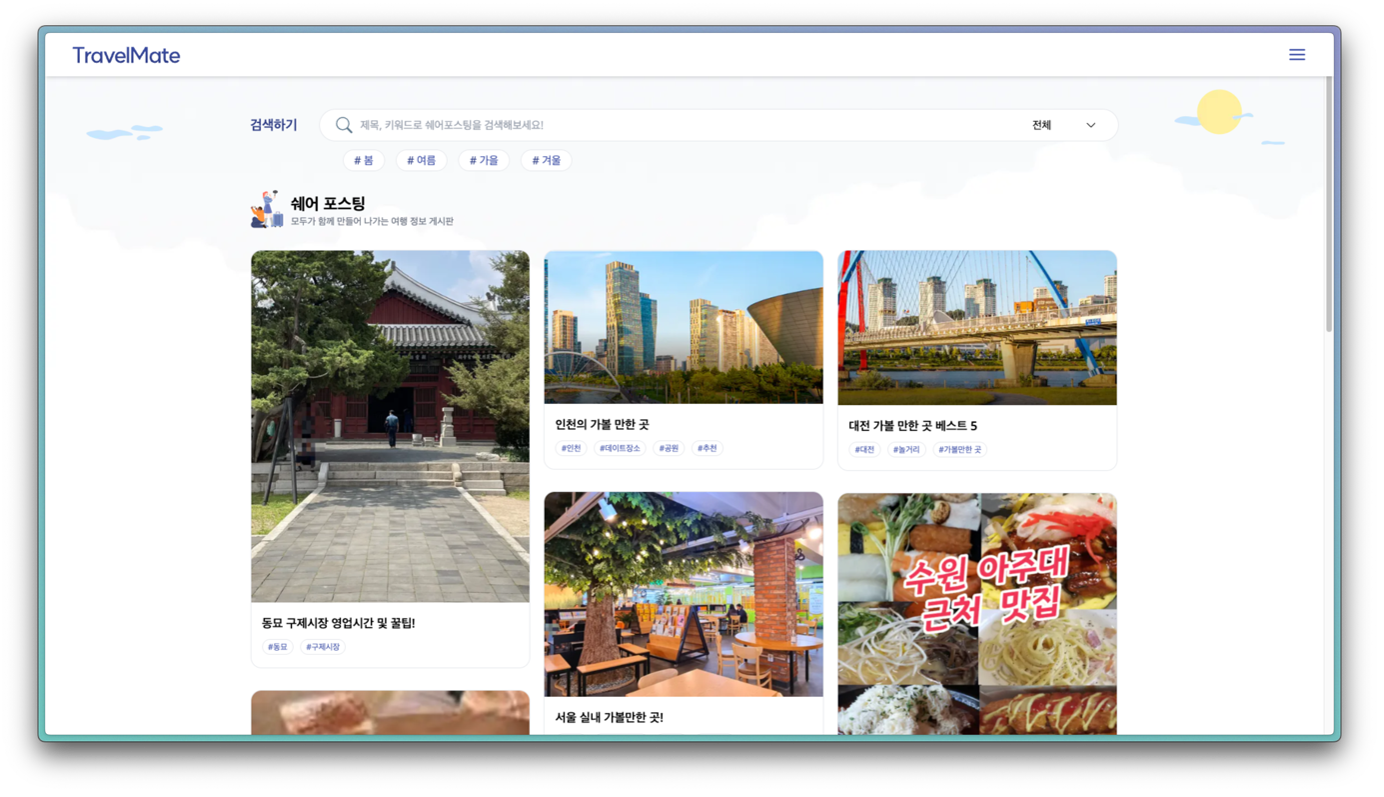 TravelMate
검색하기
제목, 키워드로 쉐어포스팅을 검색해보세요!
전체
# 봄
# 여름
# 가을
# 겨울
쉐어 포스팅
모두가 함께 만들어 나가는 여행 정보 게시판
동묘 구제시장 영업시간 및 꿀팁!
#동묘 #구제시장
인천의 가볼 만한 곳
#인천 #데이트장소 #공원 #추천
대전 가볼 만한 곳 베스트 5
#대전 #놀거리 #가볼만한 곳
서울 실내 가볼만한 곳!
수원 아주대
근처 맛집